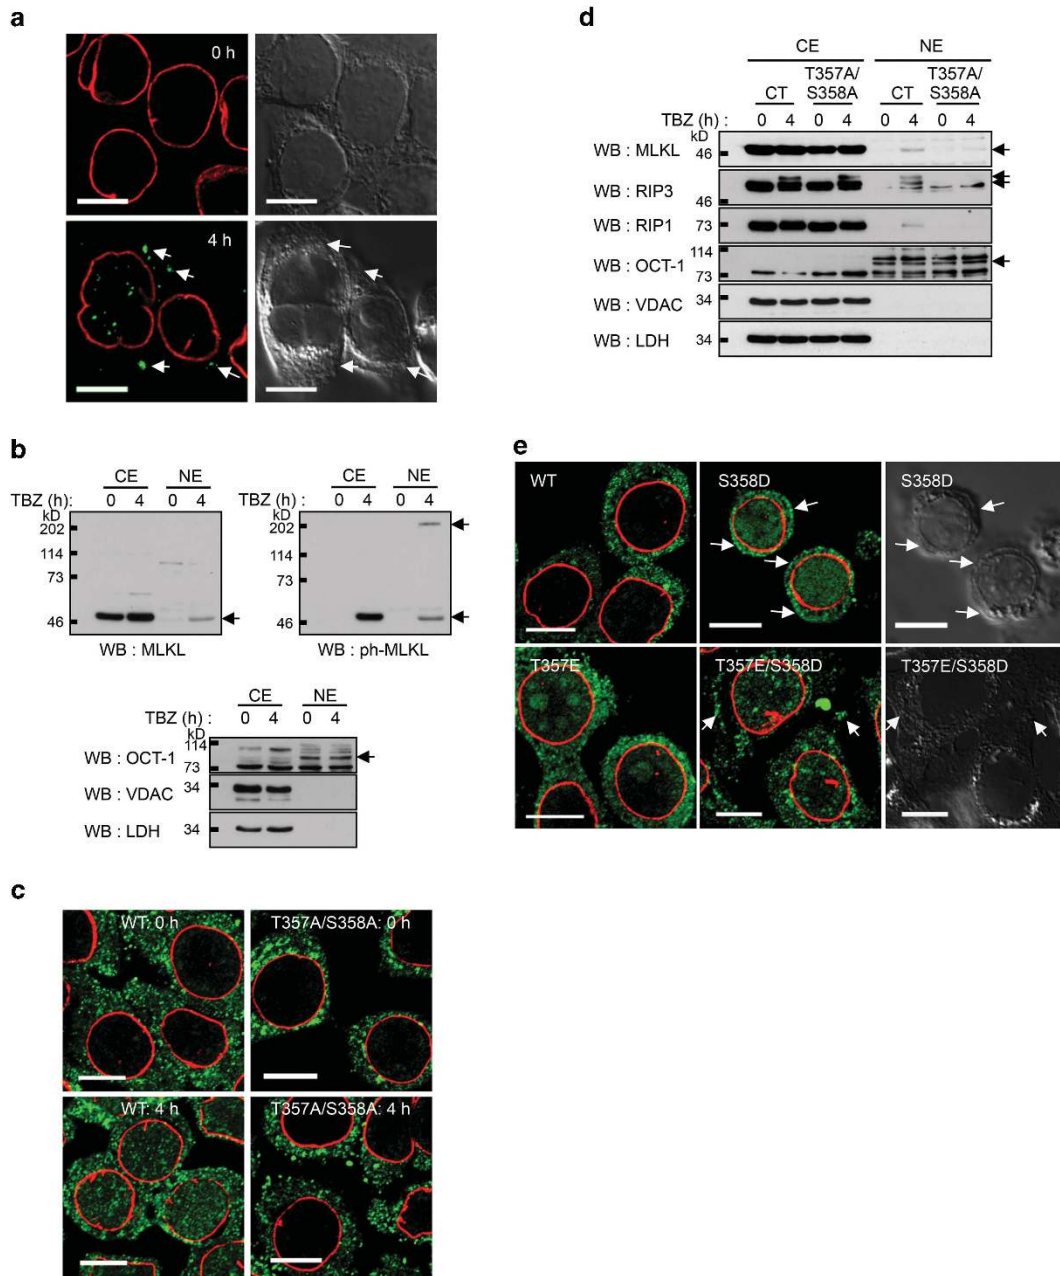 a
0 h
4 h
b
CE NE
TBZ (h): 0 4 0 4
kD
202
114
73
46
WB : MLKL
CE NE
TBZ (h) : 0 4 0 4
kD
202
114
73
46
WB : ph-MLKL
CE NE
TBZ (h) : 0 4 0 4
kD
WB : OCT-1 114
73
WB : VDAC 34
WB : LDH 34
c
WT: 0 h T357A/S358A: 0 h
WT: 4 h T357A/S358A: 4 h
d
CE NE
CT T357A/S358A CT T357A/S358A
TBZ (h) : 0 4 0 4 0 4 0 4
kD
WB : MLKL 46
WB : RIP3 46
WB : RIP1 73
WB : OCT-1 114
73
WB : VDAC 34
WB : LDH 34
e
WT S358D S358D
T357E T357E/S358D T357E/S358D